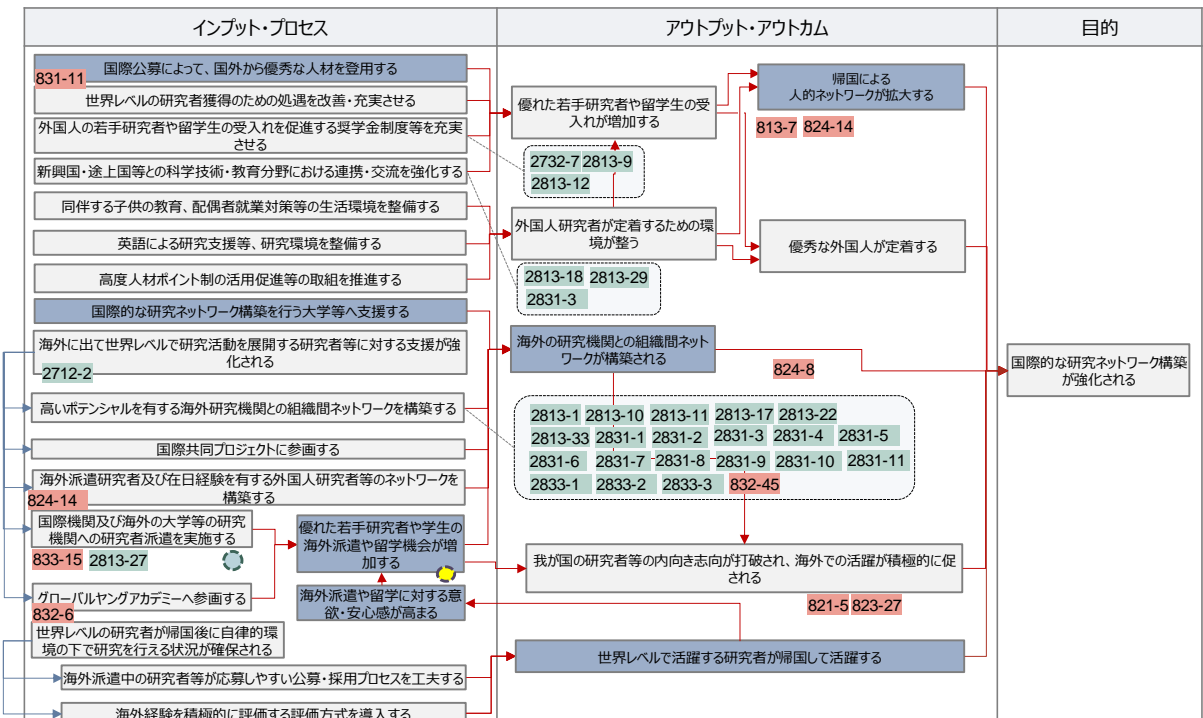 インプット・プロセス
アウトプット・アウトカム
目的
国際公募によって、国外から優秀な人材を登用する
831-11
世界レベルの研究者獲得のための処遇を改善・充実させる
外国人の若手研究者や留学生の受入れを促進する奨学金制度等を充実
させる
新興国・途上国等との科学技術・教育分野における連携・交流を強化する
同伴する子供の教育、配偶者就業対策等の生活環境を整備する
英語による研究支援等、研究環境を整備する
高度人材ポイント制の活用促進等の取組を推進する
国際的な研究ネットワーク構築を行う大学等へ支援する
海外に出て世界レベルで研究活動を展開する研究者等に対する支援が強
化される
2712-2
高いポテンシャルを有する海外研究機関との組織間ネットワークを構築する
国際共同プロジェクトに参画する
海外派遣研究者及び在日経験を有する外国人研究者等のネットワークを
構築する
824-14
国際機関及び海外の大学等の研究
機関への研究者派遣を実施する
833-15 2813-27
グローバルヤングアカデミーへ参画する
832-6
世界レベルの研究者が帰国後に自律的環
境の下で研究を行える状況が確保される
海外派遣中の研究者等が応募しやすい公募・採用プロセスを工夫する
海外経験を積極的に評価する評価方式を導入する
優れた若手研究者や学生の
海外派遣や留学機会が増
加する
海外派遣や留学に対する意
欲・安心感が高まる
優れた若手研究者や留学生の受
入れが増加する
2732-7 2813-9
2813-12
外国人研究者が定着するための環
境が整う
2813-18 2813-29
2831-3
海外の研究機関との組織間ネット
ワークが構築される
824-8
2813-1 2813-10 2813-11 2813-17 2813-22
2813-33 2831-1 2831-2 2831-3 2831-4 2831-5
2831-6 2831-7 2831-8 2831-9 2831-10 2831-11
2833-1 2833-2 2833-3 832-45
我が国の研究者等の内向き志向が打破され、海外での活躍が積極的に促
される
821-5 823-27
世界レベルで活躍する研究者が帰国して活躍する
帰国による
人的ネットワークが拡大する
813-7 824-14
優秀な外国人が定着する
国際的な研究ネットワーク構築
が強化される